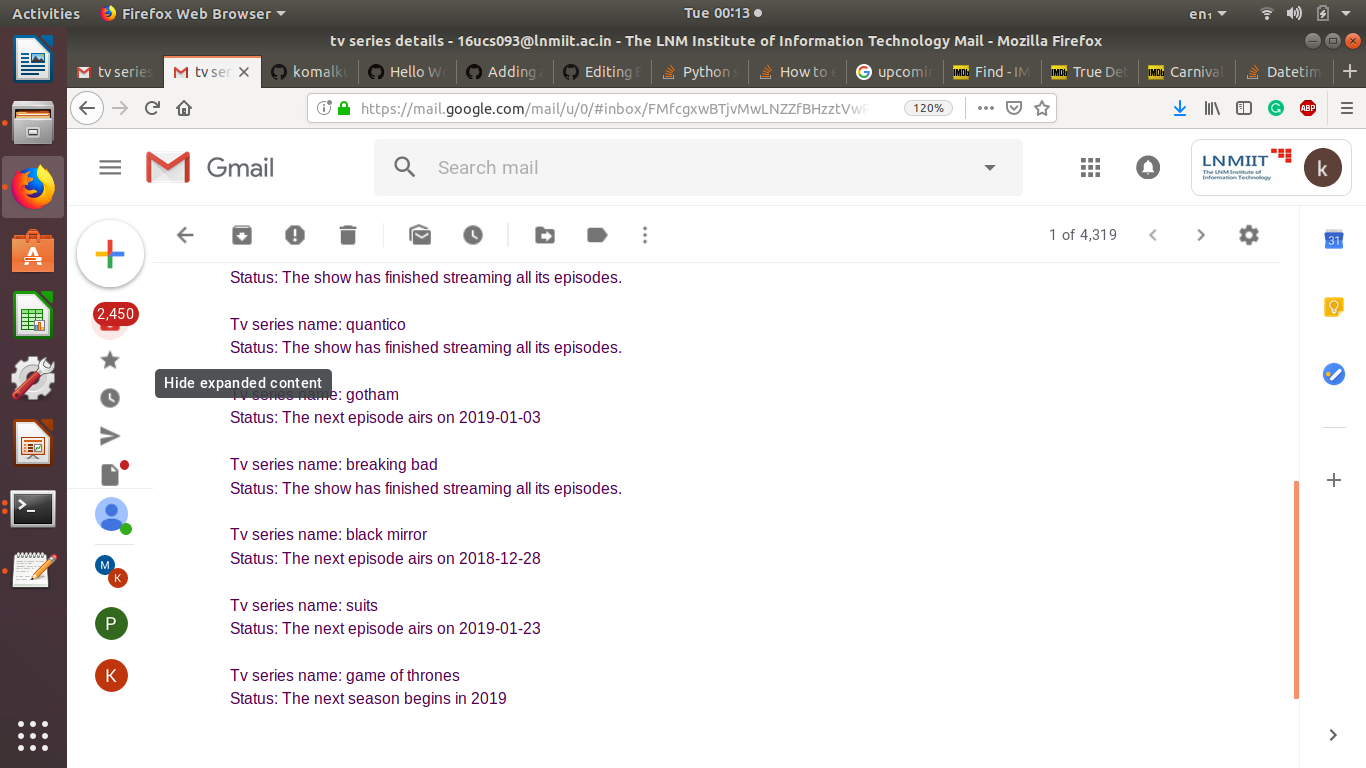 Activities Firefox Web Browser Tue 00:13 en₁
tv series details - 16ucs093@lnmiit.ac.in - The LNM Institute of Information Technology Mail - Mozilla Firefox
tv series tv ser komalku Hello Wo Adding Editing Python s How to upcomin Find - IM True Det Carnival Datetim
https://mail.google.com/mail/u/0/#inbox/ 120% ABP
Gmail Search mail LNMIIT The LNM Institute of Information Technology k
1 of 4,319 31
Status: The show has finished streaming all its episodes.
2,450
Tv series name: quantico
Status: The show has finished streaming all its episodes.
Hide expanded content
Tv series name: gotham
Status: The next episode airs on 2019-01-03
Tv series name: breaking bad
Status: The show has finished streaming all its episodes.
Tv series name: black mirror
Status: The next episode airs on 2018-12-28
M
K
Tv series name: suits
P
Status: The next episode airs on 2019-01-23
K
Tv series name: game of thrones
Status: The next season begins in 2019